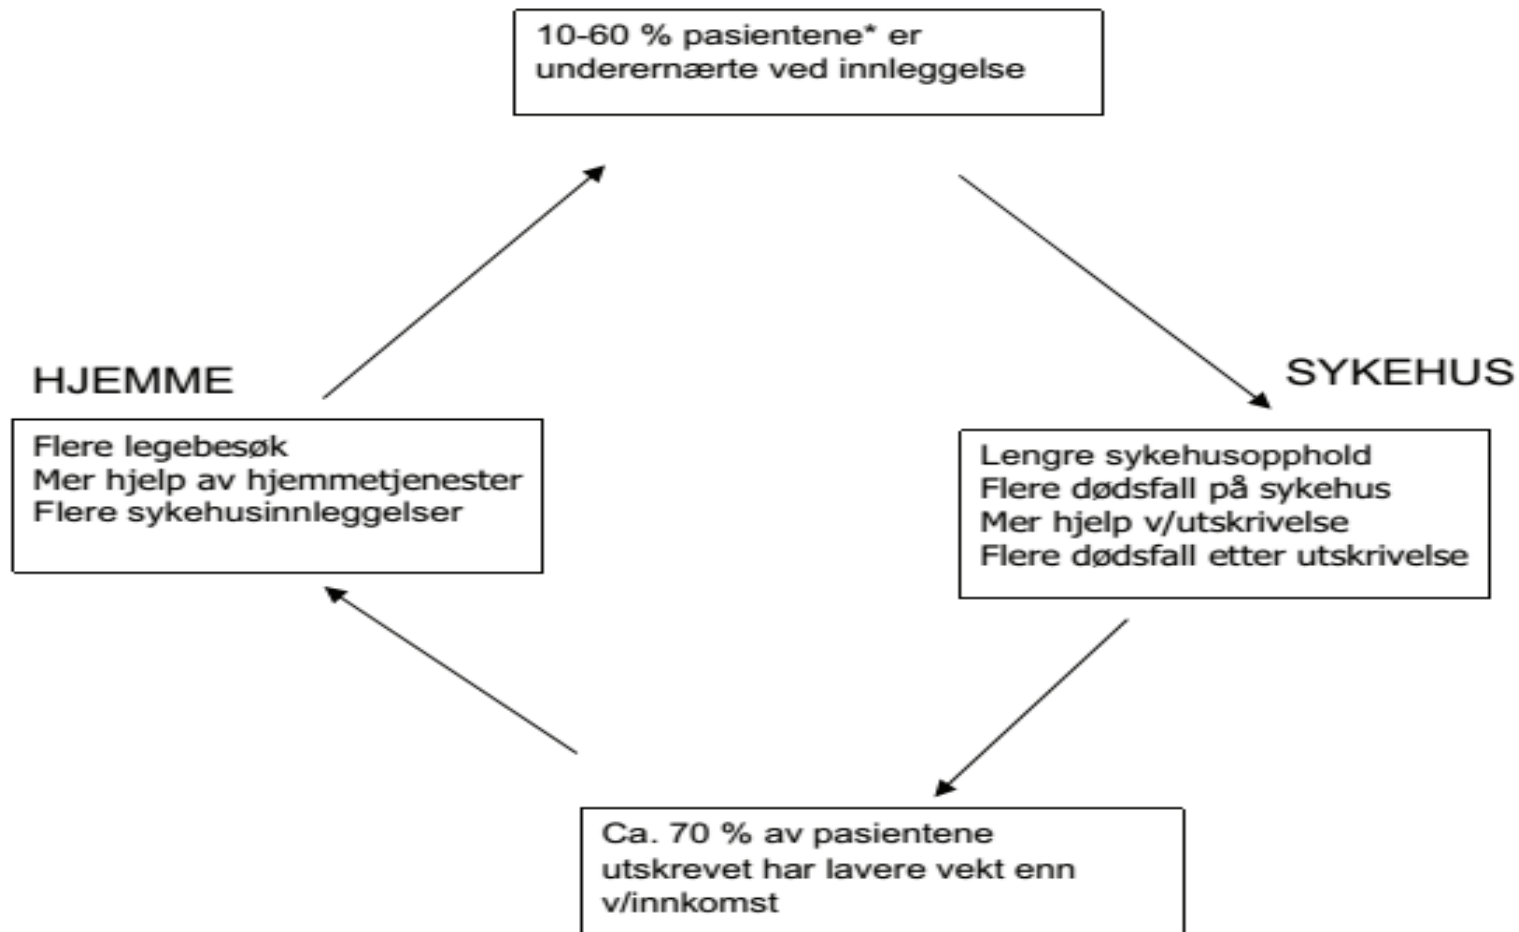 10-60 % pasientene* er
underernærte ved innleggelse
HJEMME
SYKEHUS
Flere legebesøk
Mer hjelp av hjemmetjenester
Flere sykehusinnleggelser
Lengre sykehusopphold
Flere dødsfall på sykehus
Mer hjelp v/utskrivelse
Flere dødsfall etter utskrivelse
Ca. 70 % av pasientene
utskrevet har lavere vekt enn
v/innkomst